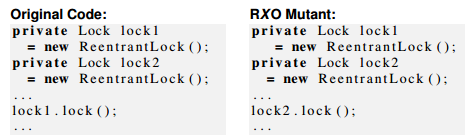 Original Code:
private Lock lock1
= new ReentrantLock();
private Lock lock2
= new ReentrantLock();
...
lock1.lock();
...
RXO Mutant:
private Lock lock1
= new ReentrantLock();
private Lock lock2
= new ReentrantLock();
...
lock2.lock();
...